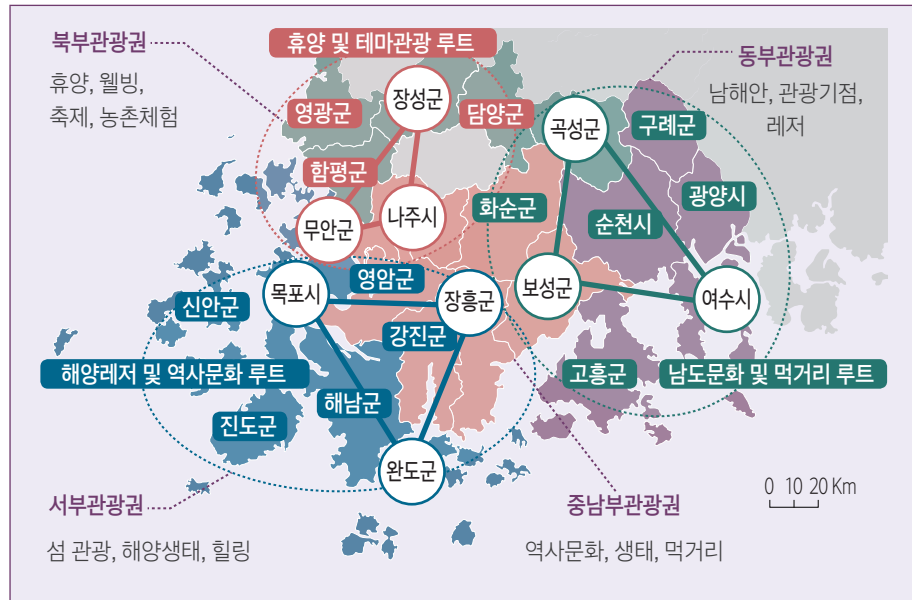 북부관광권
휴양, 웰빙,
축제, 농촌체험
휴양 및 테마관광 루트
동부관광권
남해안, 관광기점,
레저
장성군
영광군
담양군
곡성군
구례군
함평군
화순군
광양시
나주시
무안군
순천시
영암군
보성군
여수시
목포시
장흥군
신안군
강진군
해양레저 및 역사문화 루트
고흥군
남도문화 및 먹거리 루트
해남군
진도군
완도군
0 10 20 Km
서부관광권
섬 관광, 해양생태, 힐링
중남부관광권
역사문화, 생태, 먹거리